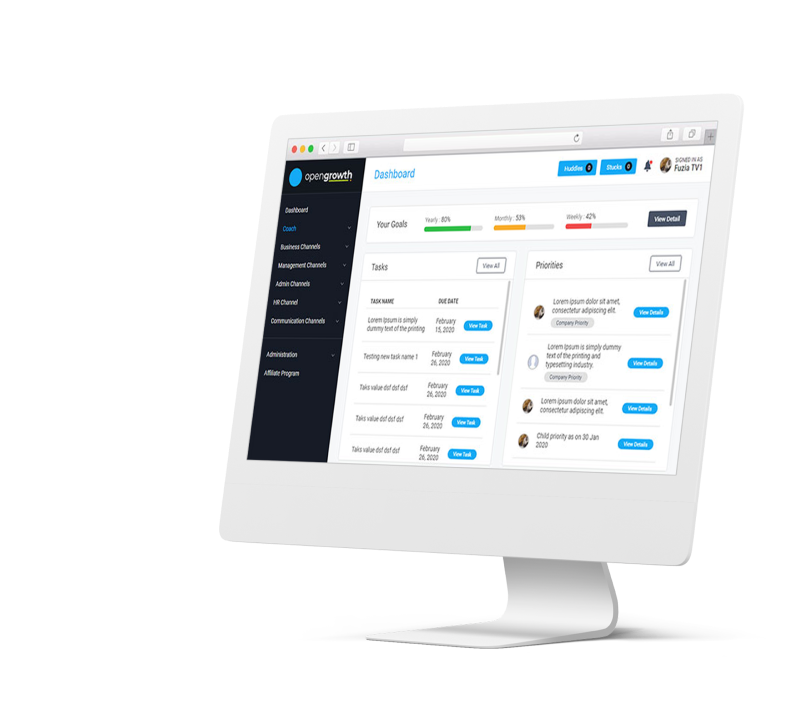 opengrowth
Dashboard
Huddles 0
Stucks 0
SIGNED IN AS
Fuzia TV1
Dashboard
Coach
Business Channels
Management Channels
Admin Channels
HR Channel
Communication Channels
Administration
Affiliate Program
Your Goals
Yearly : 80%
Monthly : 53%
Weekly : 42%
View Detail
Tasks
View All
TASK NAME DUE DATE
Lorem Ipsum is simply
dummy text of the printing
February
15, 2020
View Task
Testing new task name 1
February
26, 2020
View Task
Taks value dsf dsf dsf
February
26, 2020
View Task
Taks value dsf dsf dsf
February
26, 2020
View Task
Taks value dsf dsf dsf
February
26, 2020
View Task
Priorities
View All
Lorem ipsum dolor sit amet,
consectetur adipiscing elit.
Company Priority
View Details
Lorem Ipsum is simply dummy
text of the printing and
typesetting industry.
Company Priority
View Details
Lorem ipsum dolor sit amet,
consectetur adipiscing elit.
View Details
Child priority as on 30 Jan
2020
View Details